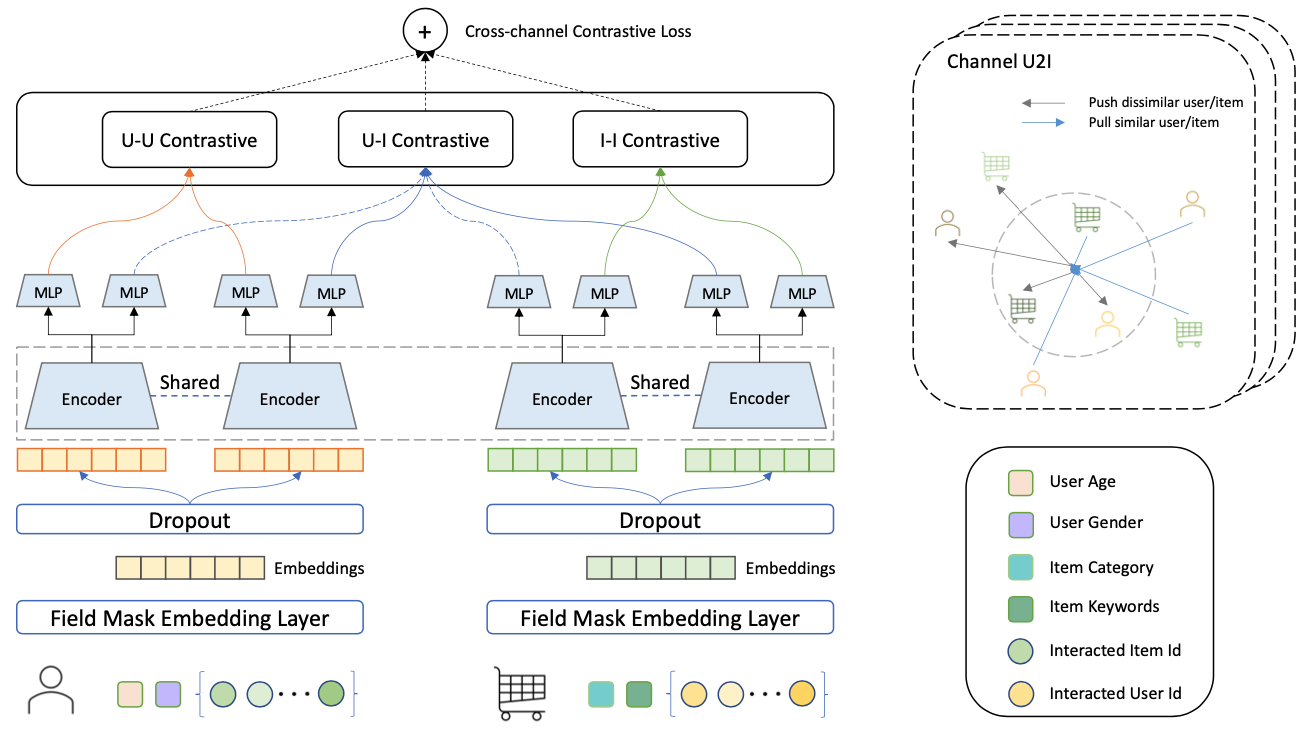 +
Cross-channel Contrastive Loss
U-U Contrastive
U-I Contrastive
I-I Contrastive
MLP
MLP
MLP
MLP
MLP
MLP
MLP
MLP
Encoder
Shared
Encoder
Encoder
Shared
Encoder
Dropout
Dropout
Embeddings
Embeddings
Field Mask Embedding Layer
Field Mask Embedding Layer
Channel U2I
Push dissimilar user/item
Pull similar user/item
User Age
User Gender
Item Category
Item Keywords
Interacted Item Id
Interacted User Id